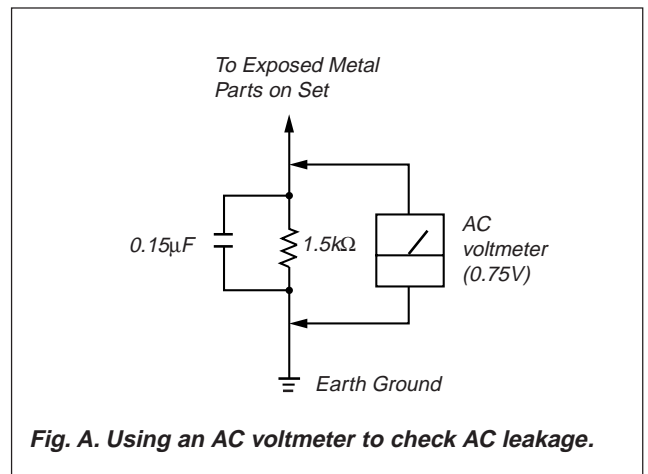 To Exposed Metal
Parts on Set
0.15μF
1.5kΩ
AC
voltmeter
(0.75V)
Earth Ground
Fig. A. Using an AC voltmeter to check AC leakage.